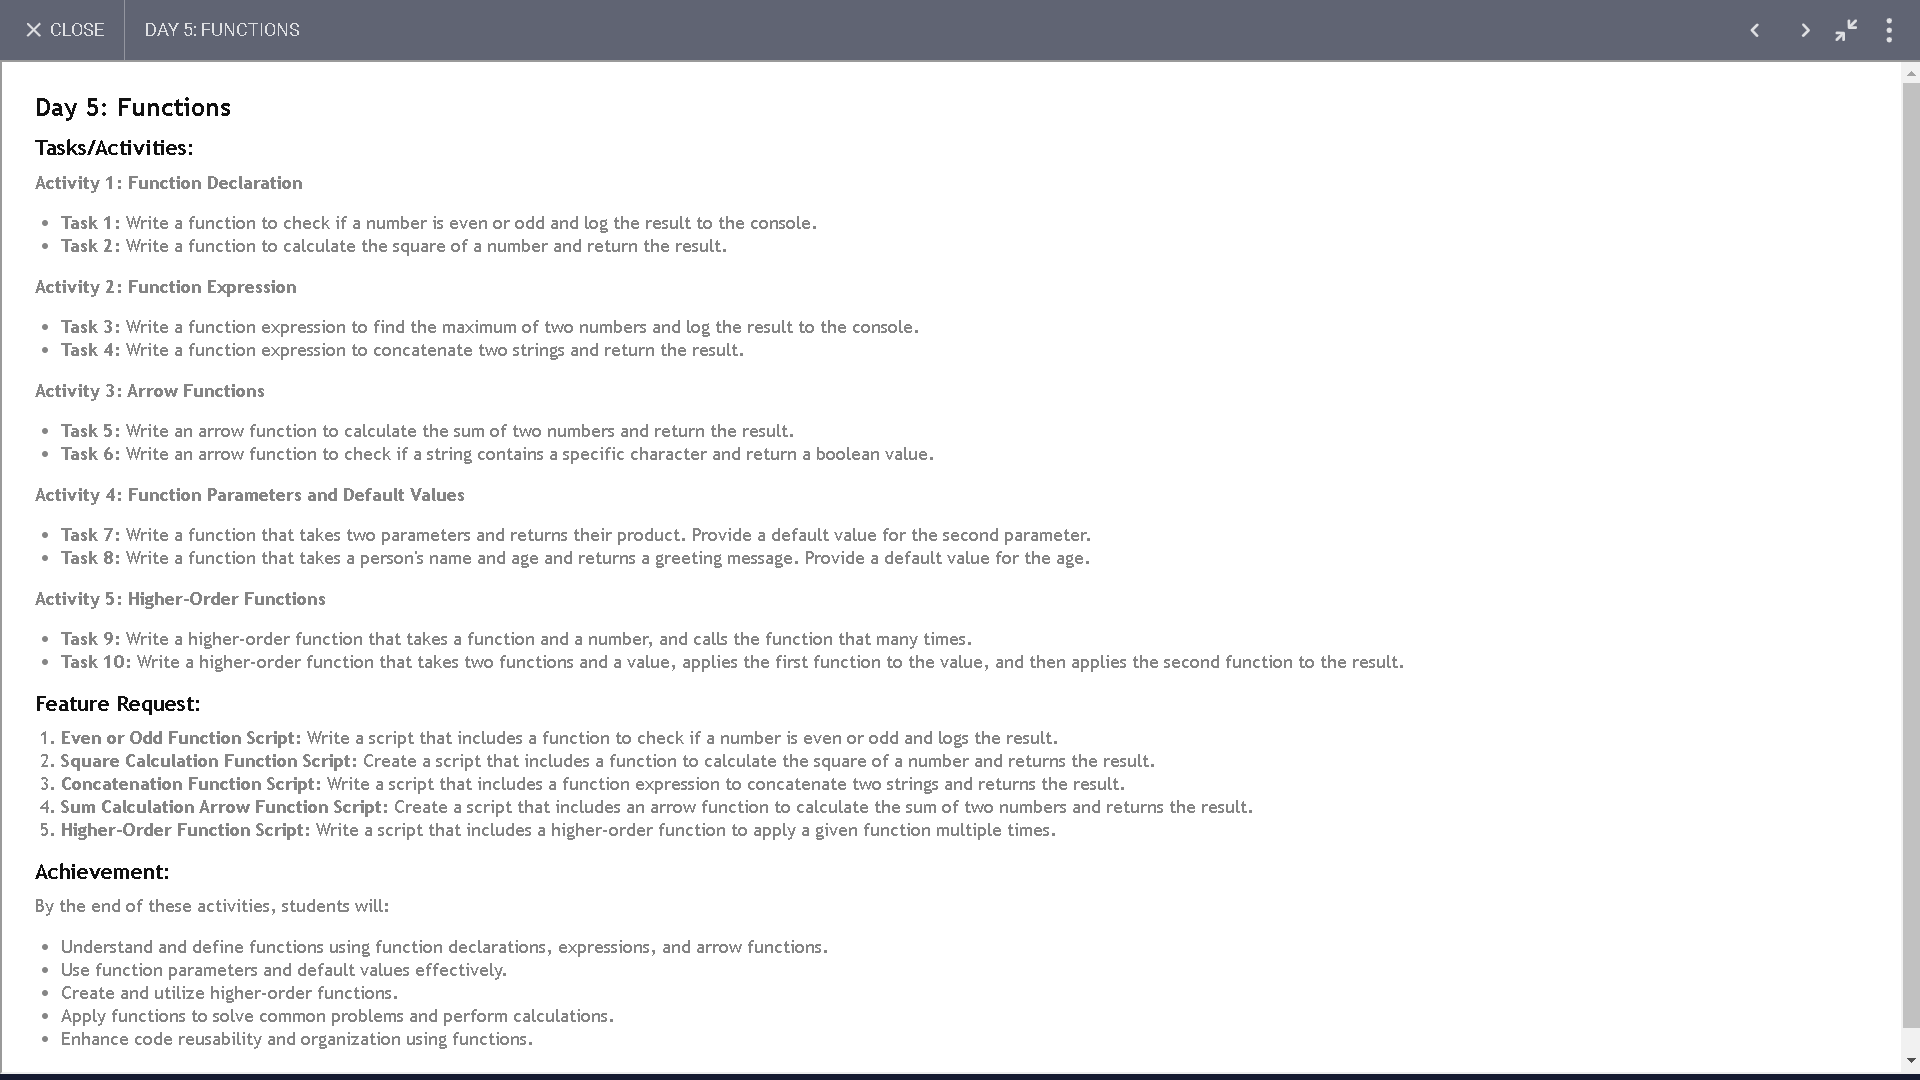 CLOSE
DAY 5: FUNCTIONS
Day 5: Functions
Tasks/Activities:
Activity 1: Function Declaration
• Task 1: Write a function to check if a number is even or odd and log the result to the console.
• Task 2: Write a function to calculate the square of a number and return the result.
Activity 2: Function Expression
• Task 3: Write a function expression to find the maximum of two numbers and log the result to the console.
• Task 4: Write a function expression to concatenate two strings and return the result.
Activity 3: Arrow Functions
• Task 5: Write an arrow function to calculate the sum of two numbers and return the result.
• Task 6: Write an arrow function to check if a string contains a specific character and return a boolean value.
Activity 4: Function Parameters and Default Values
• Task 7: Write a function that takes two parameters and returns their product. Provide a default value for the second parameter.
• Task 8: Write a function that takes a person's name and age and returns a greeting message. Provide a default value for the age.
Activity 5: Higher-Order Functions
• Task 9: Write a higher-order function that takes a function and a number, and calls the function that many times.
• Task 10: Write a higher-order function that takes two functions and a value, applies the first function to the value, and then applies the second function to the result.
Feature Request:
1. Even or Odd Function Script: Write a script that includes a function to check if a number is even or odd and logs the result.
2. Square Calculation Function Script: Create a script that includes a function to calculate the square of a number and returns the result.
3. Concatenation Function Script: Write a script that includes a function expression to concatenate two strings and returns the result.
4. Sum Calculation Arrow Function Script: Create a script that includes an arrow function to calculate the sum of two numbers and returns the result.
5. Higher-Order Function Script: Write a script that includes a higher-order function to apply a given function multiple times.
Achievement:
By the end of these activities, students will:
• Understand and define functions using function declarations, expressions, and arrow functions.
• Use function parameters and default values effectively.
• Create and utilize higher-order functions.
• Apply functions to solve common problems and perform calculations.
• Enhance code reusability and organization using functions.